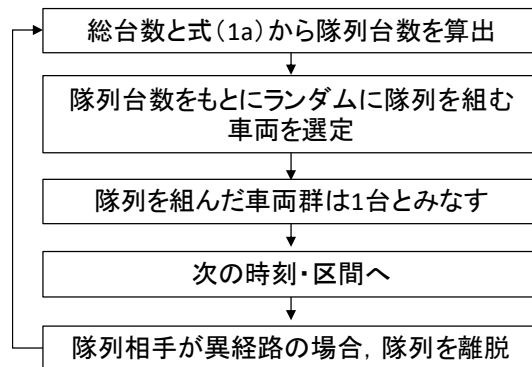 総台数と式(1a)から隊列台数を算出
隊列台数をもとにランダムに隊列を組む
車両を選定
隊列を組んだ車両群は1台とみなす
次の時刻・区間へ
隊列相手が異経路の場合，隊列を離脱